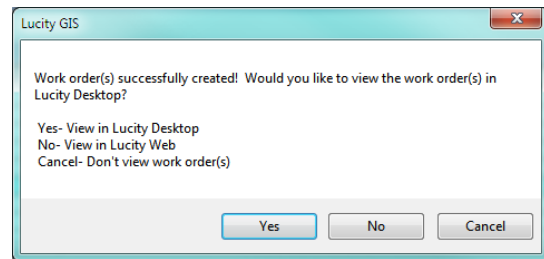 Lucity GIS
Work order(s) successfully created!  Would you like to view the work order(s) in
Lucity Desktop?
Yes- View in Lucity Desktop
No- View in Lucity Web
Cancel- Don't view work order(s)
Yes
No
Cancel